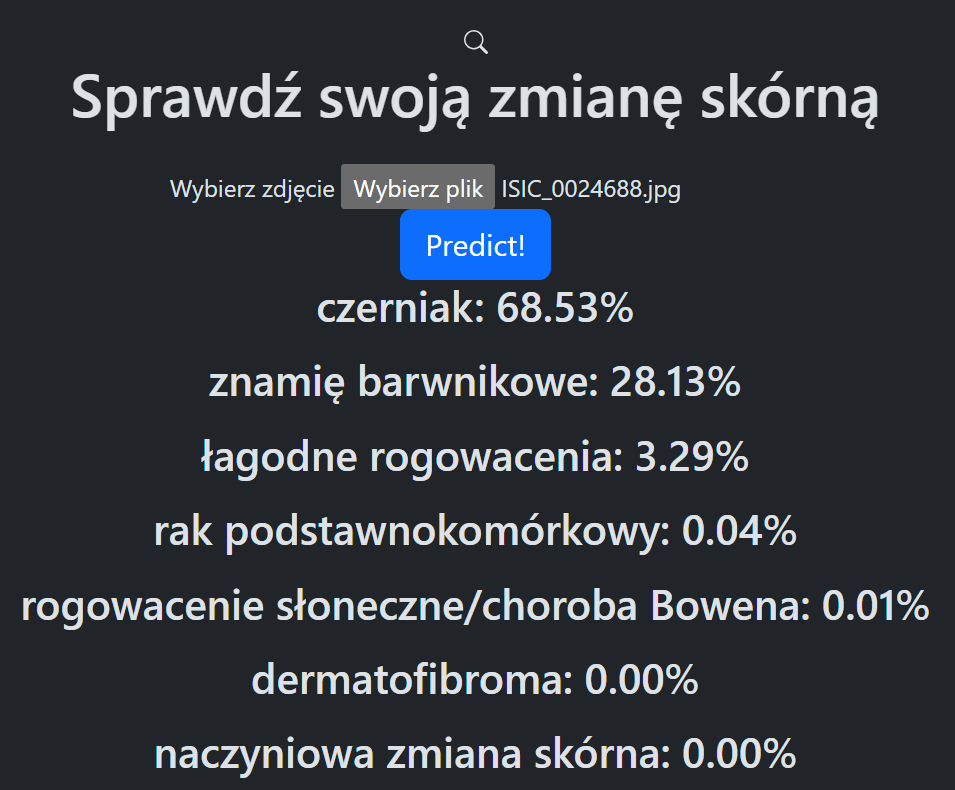 Sprawdź swoją zmianę skórną
Wybierz zdjęcie Wybierz plik ISIC_0024688.jpg
Predict!
czerniak: 68.53%
znamię barwnikowe: 28.13%
łagodne rogowacenia: 3.29%
rak podstawnokomórkowy: 0.04%
rogowacenie słoneczne/choroba Bowena: 0.01%
dermatofibroma: 0.00%
naczyniowa zmiana skórna: 0.00%